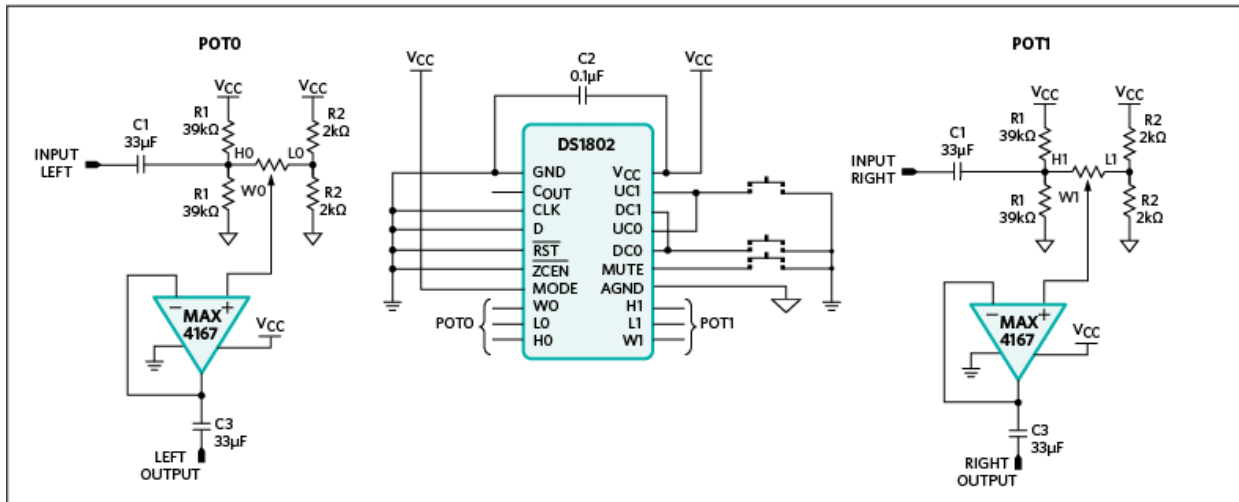 POT0
VCC
VCC
R1
39kΩ
R2
2kΩ
C1
33μF
INPUT
LEFT
H0
L0
W0
R1
39kΩ
R2
2kΩ
−
+
MAX
4167
VCC
C3
33μF
LEFT
OUTPUT
VCC
C2
0.1μF
VCC
DS1802
GND
COUT
CLK
D
RST
ZCEN
MODE
W0
L0
H0
VCC
UC1
DC1
UC0
DC0
MUTE
AGND
H1
L1
W1
POT0
POT1
POT1
VCC
VCC
R1
39kΩ
R2
2kΩ
C1
33μF
INPUT
RIGHT
H1
L1
W1
R1
39kΩ
R2
2kΩ
−
+
MAX
4167
VCC
C3
33μF
RIGHT
OUTPUT